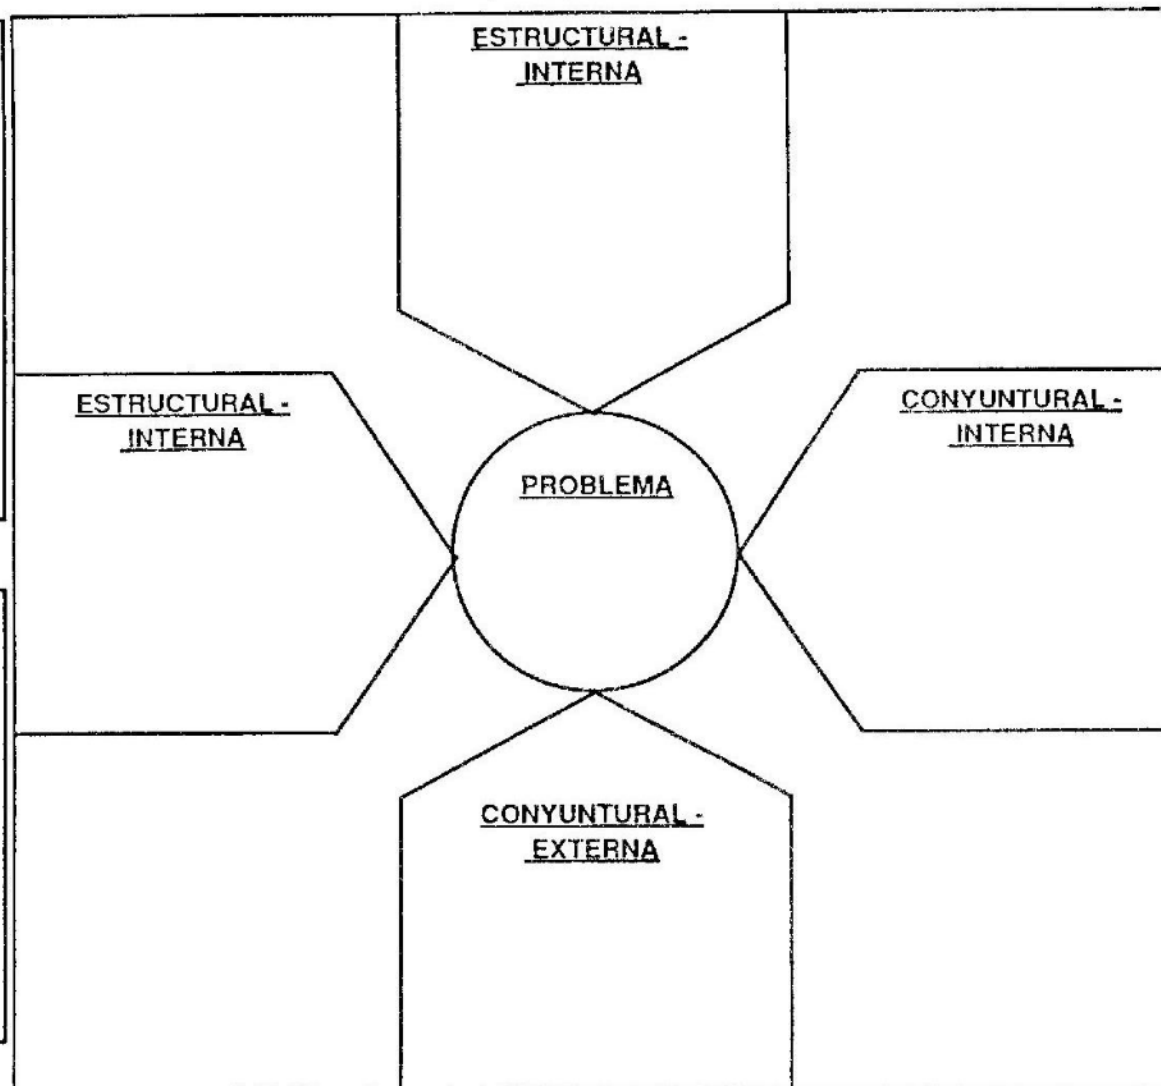 ESTRUCTURAL -
INTERNA
ESTRUCTURAL -
INTERNA
PROBLEMA
CONYUNTURAL -
INTERNA
CONYUNTURAL -
EXTERNA